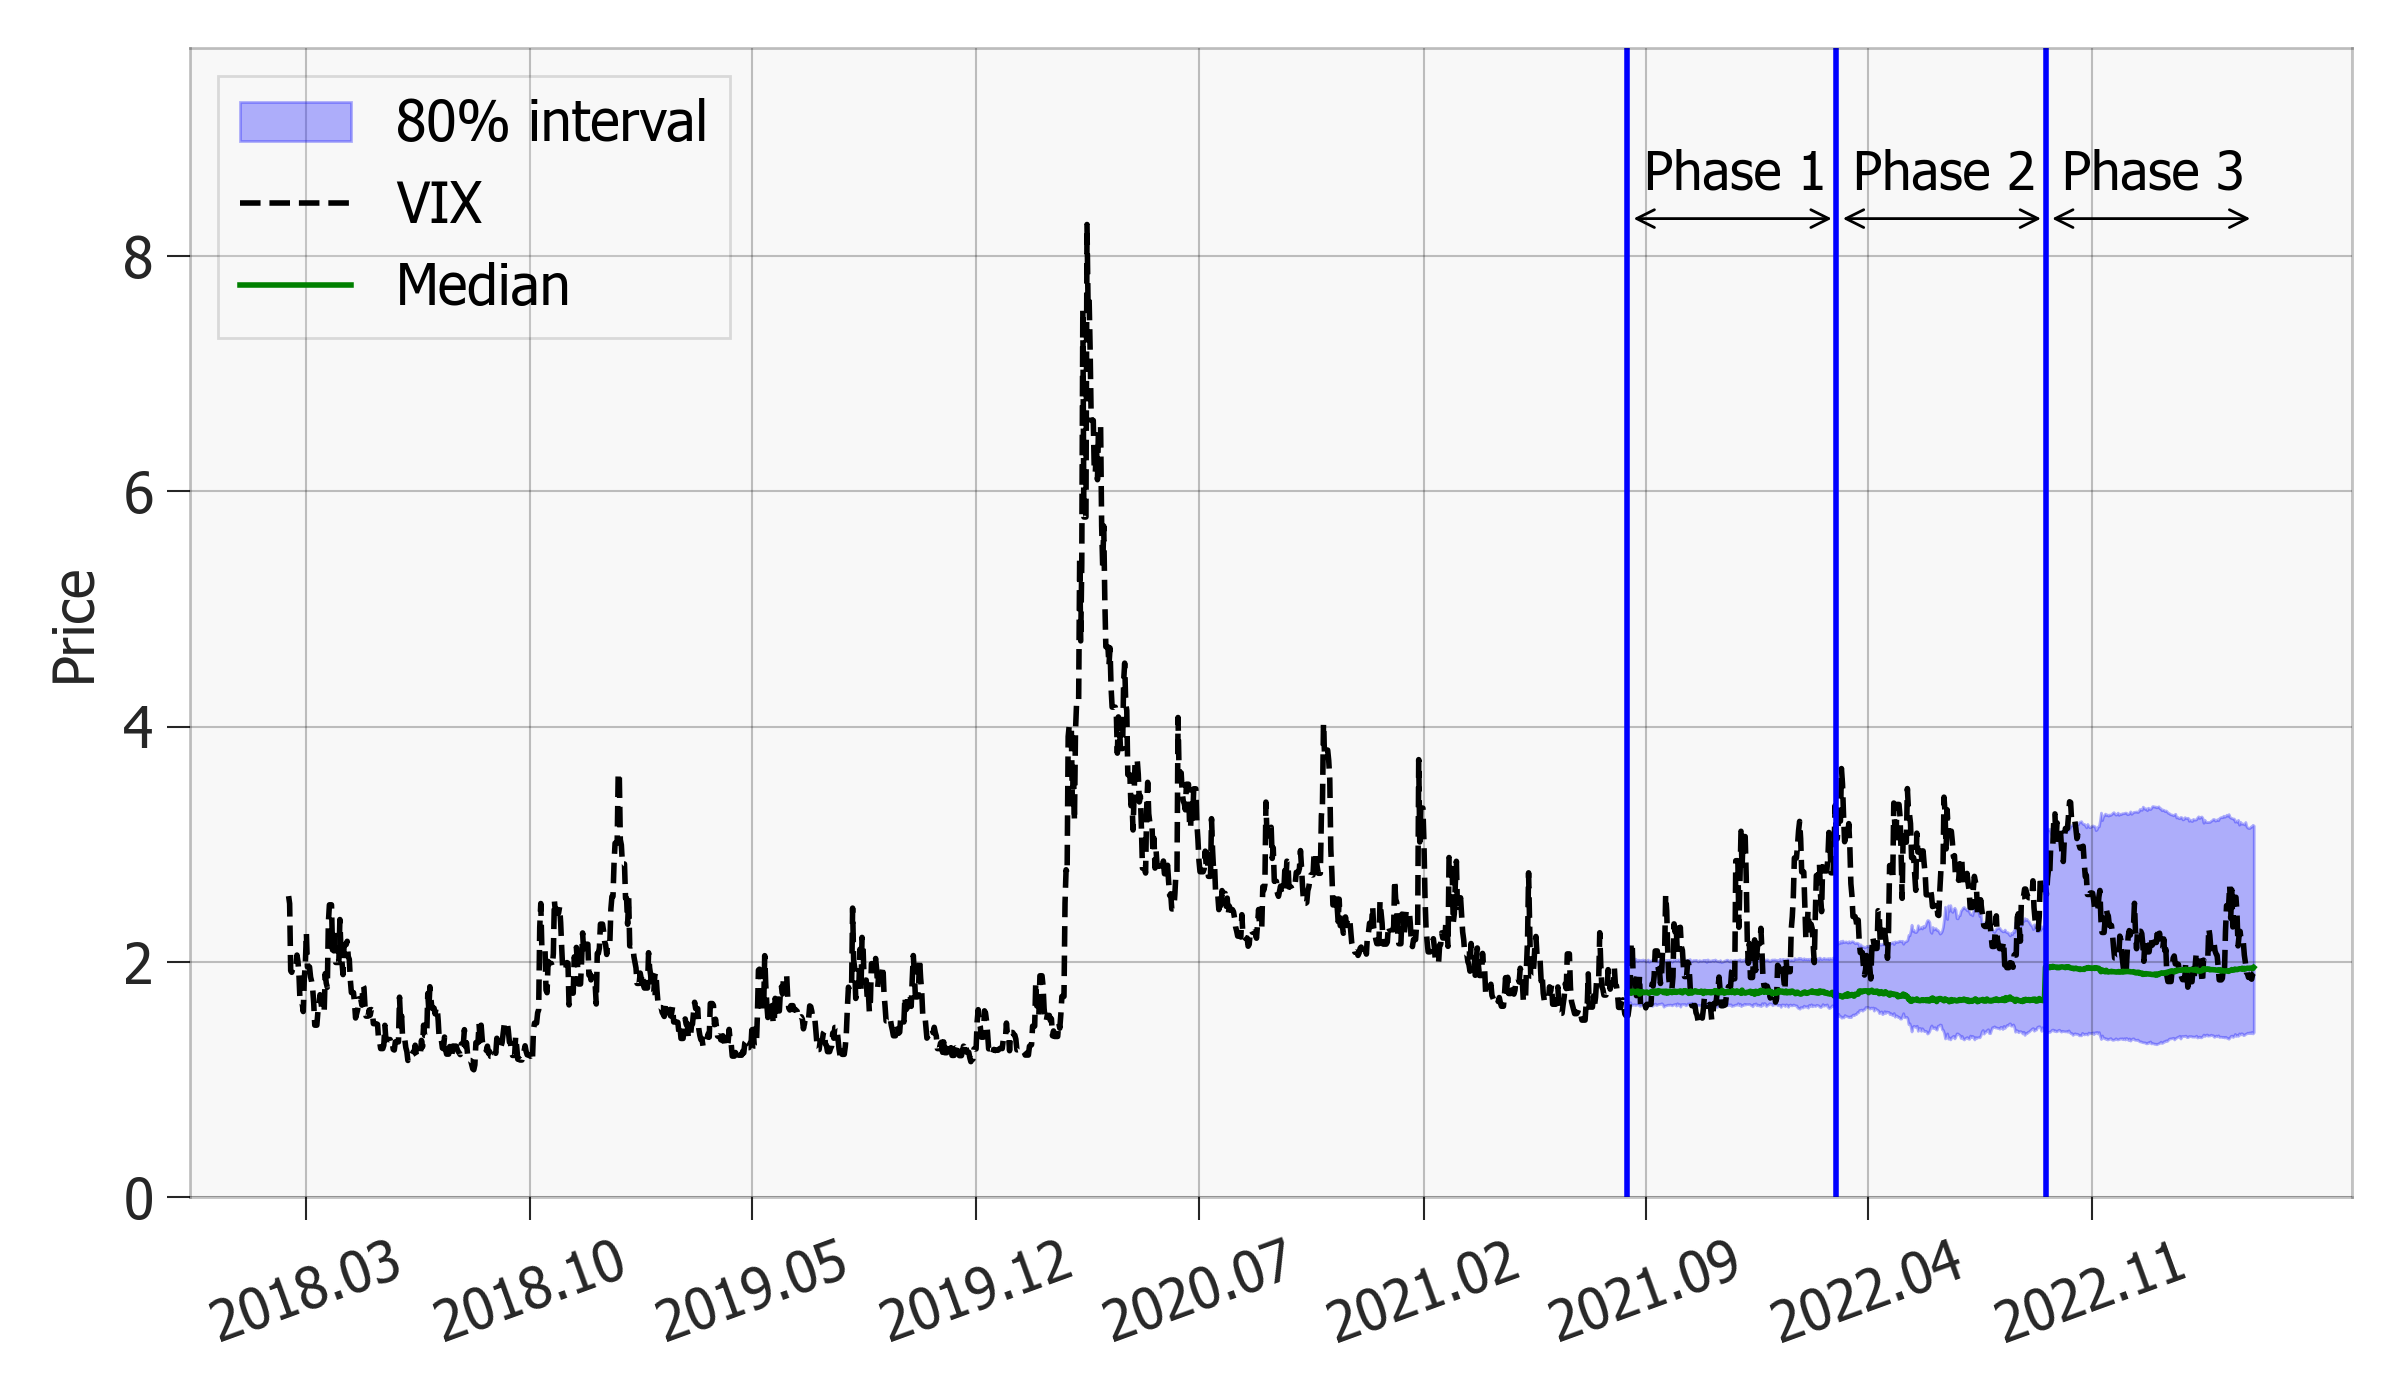 80% interval
VIX
Median
Phase 1
Phase 2
Phase 3
Price
8
6
4
2
0
2018.03
2018.10
2019.05
2019.12
2020.07
2021.02
2021.09
2022.04
2022.11